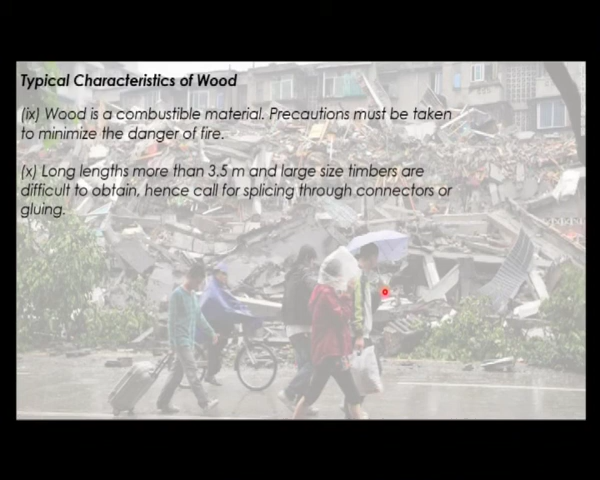 Typical Characteristics of Wood
(ix) Wood is a combustible material. Precautions must be taken
to minimize the danger of fire.
(x) Long lengths more than 3.5 m and large size timbers are
difficult to obtain, hence call for splicing through connectors or
gluing.